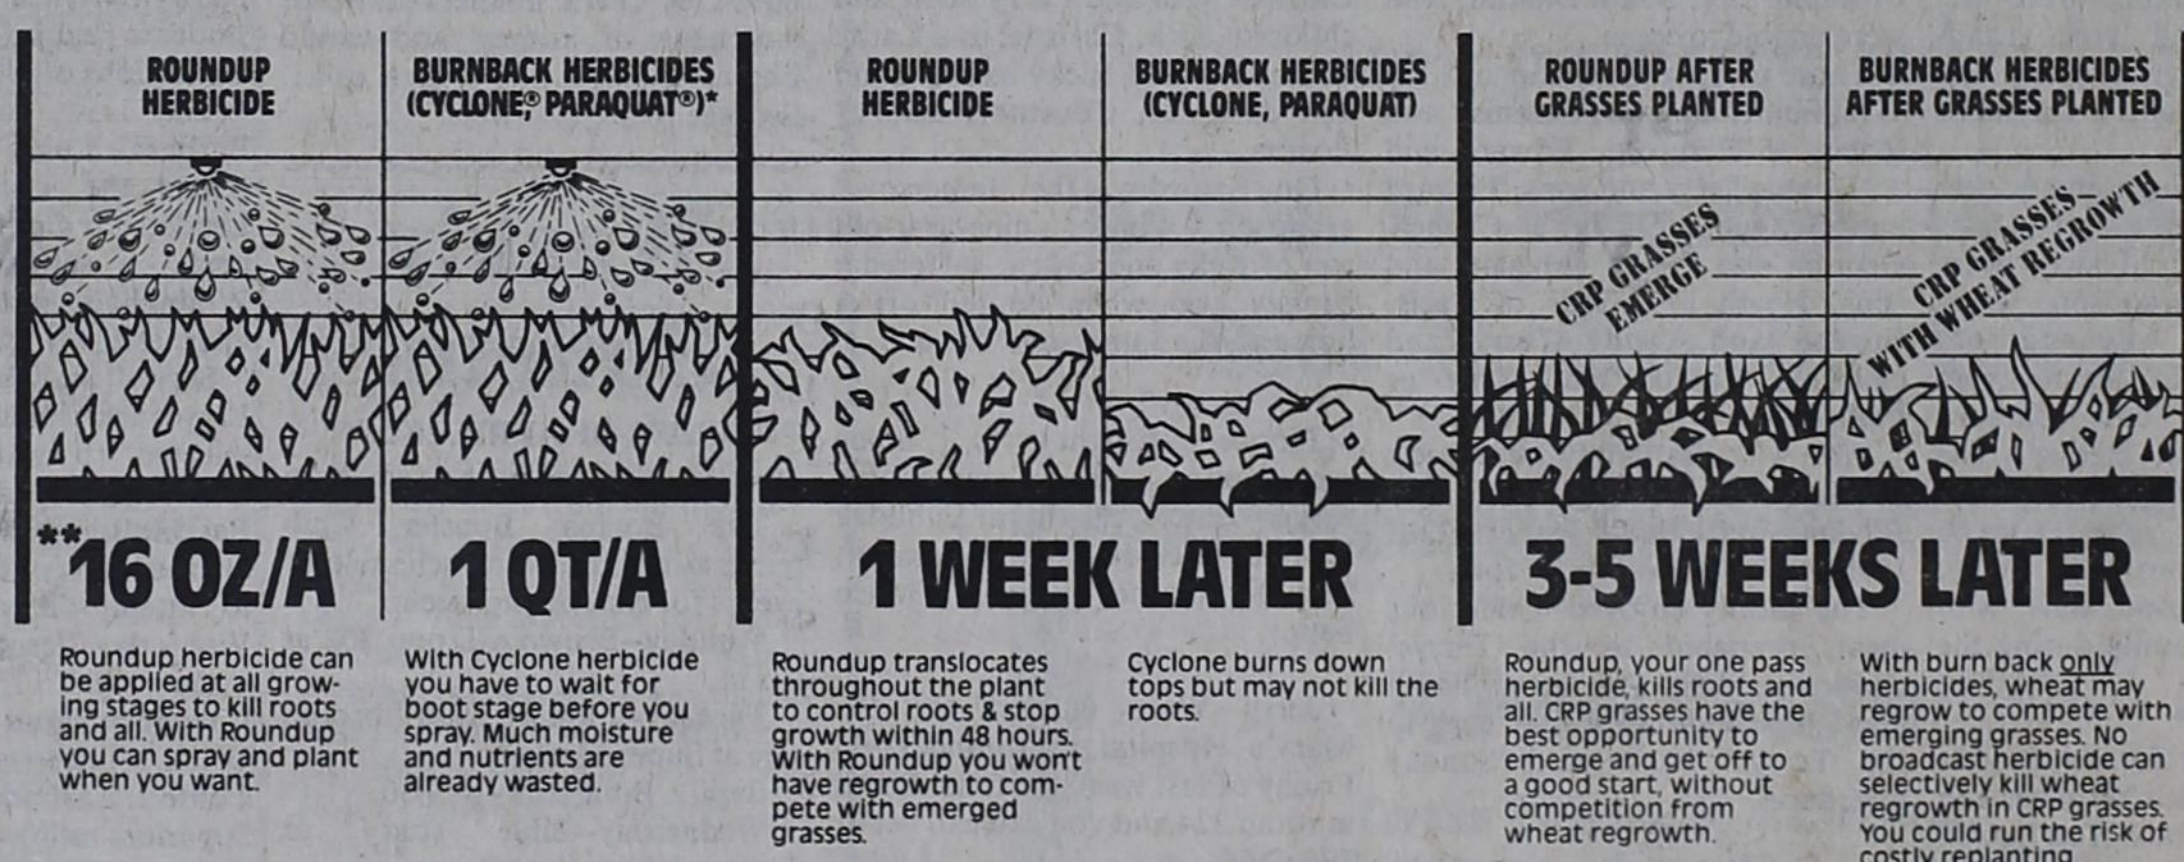 ROUNDUP
HERBICIDE
BURNBACK HERBICIDES
(CYCLONE,® PARAQUAT®)*
ROUNDUP
HERBICIDE
BURNBACK HERBICIDES
(CYCLONE, PARAQUAT)
ROUNDUP AFTER
GRASSES PLANTED
BURNBACK HERBICIDES
AFTER GRASSES PLANTED
CRP GRASSES
EMERGE
CRP GRASSES
WITH WHEAT REGROWTH
**16 OZ/A
1 QT/A
1 WEEK LATER
3-5 WEEKS LATER
Roundup herbicide can
be applied at all grow-
ing stages to kill roots
and all. With Roundup
you can spray and plant
when you want.
With Cyclone herbicide
you have to wait for
boot stage before you
spray. Much moisture
and nutrients are
already wasted.
Roundup translocates
throughout the plant
to control roots & stop
growth within 48 hours.
With Roundup you won't
have regrowth to com-
pete with emerged
grasses.
Cyclone burns down
tops but may not kill the
roots.
Roundup, your one pass
herbicide, kills roots and
all. CRP grasses have the
best opportunity to
emerge and get off to
a good start, without
competition from
wheat regrowth.
With burn back only
herbicides, wheat may
regrow to compete with
emerging grasses. No
broadcast herbicide can
selectively kill wheat
regrowth in CRP grasses.
You could run the risk of
costly replanting.